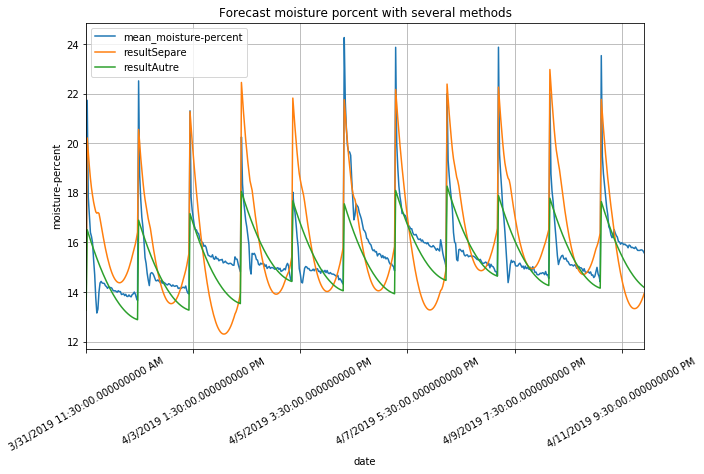 Forecast moisture porcent with several methods
mean_moisture-percent
resultSepare
resultAutre
moisture-percent
24
22
20
18
16
14
12
3/31/2019 11:30:00.000000000 AM
4/3/2019 1:30:00.000000000 PM
4/5/2019 3:30:00.000000000 PM
4/7/2019 5:30:00.000000000 PM
4/9/2019 7:30:00.000000000 PM
4/11/2019 9:30:00.000000000 PM
date